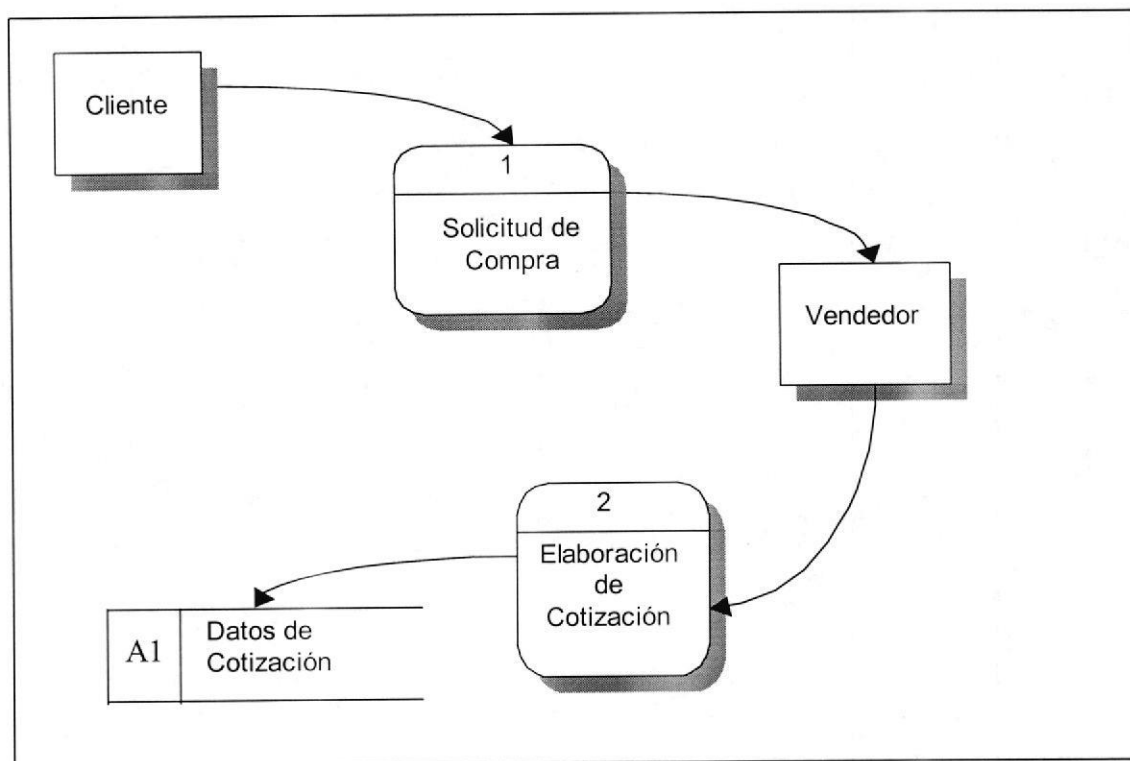 Cliente
1
Solicitud de
Compra
Vendedor
2
Elaboración
de
Cotización
A1
Datos de
Cotización